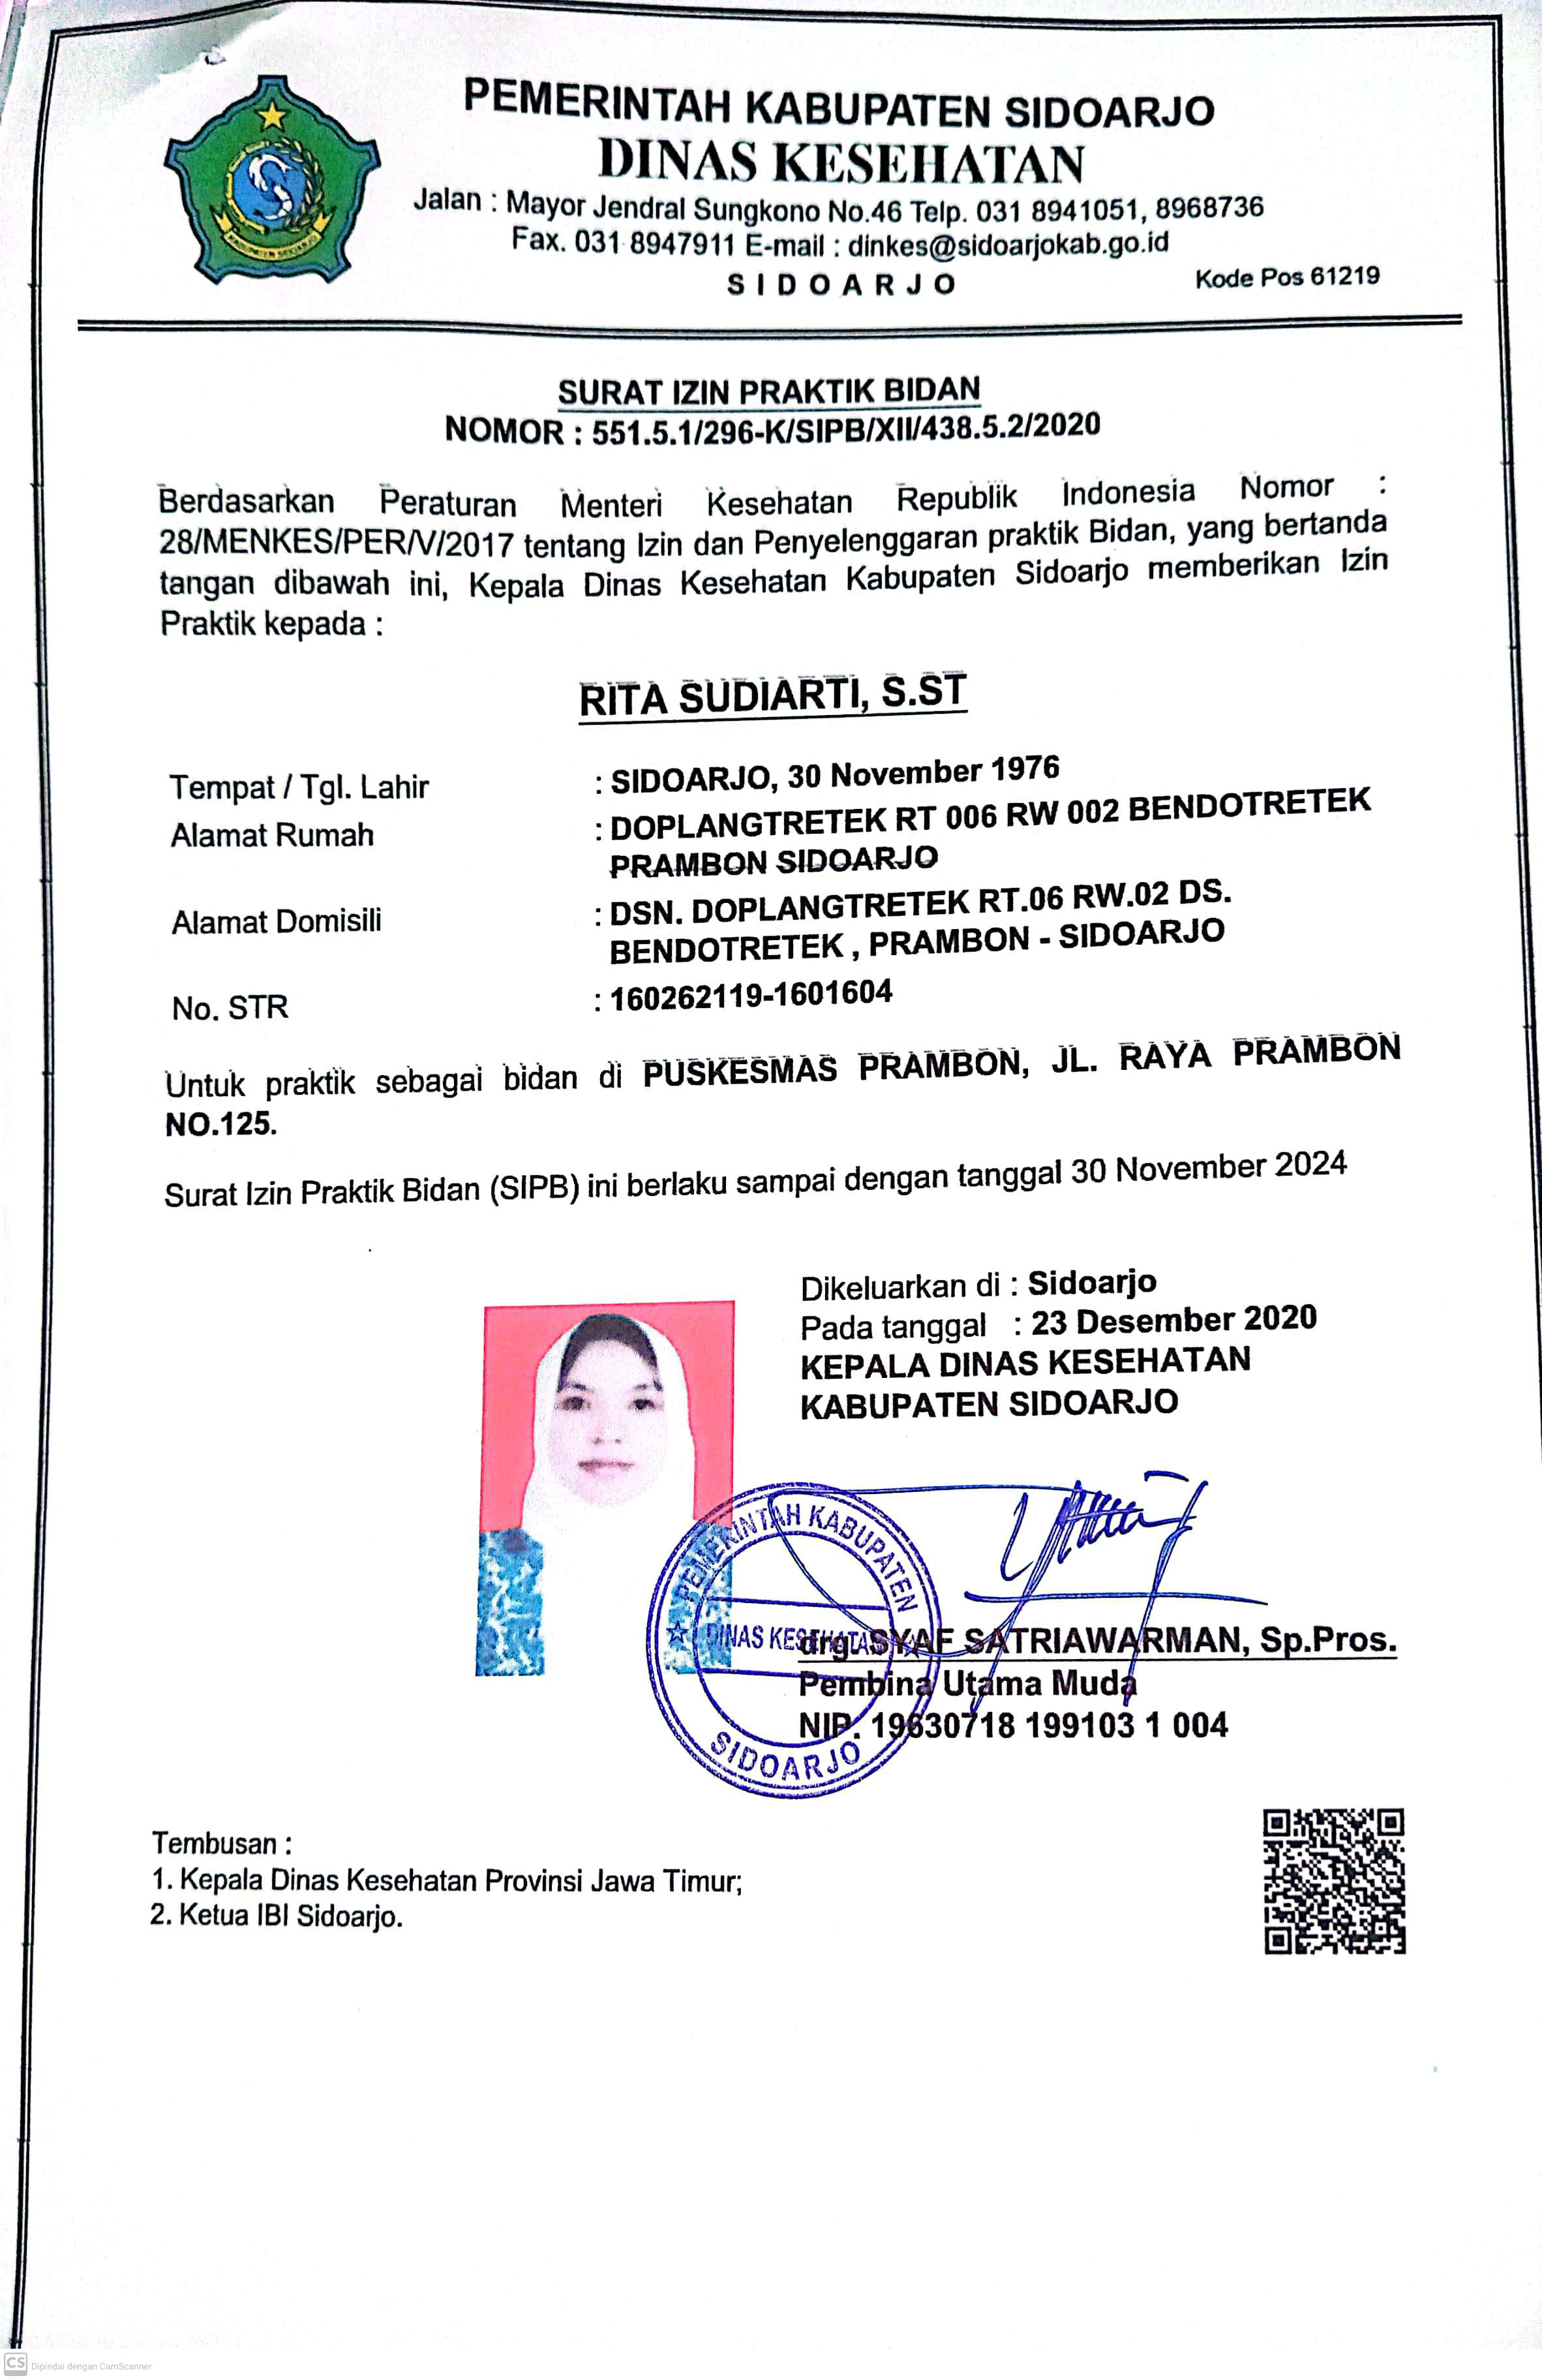 PEMERINTAH KABUPATEN SIDOARJO
DINAS KESEHATAN
Jalan : Mayor Jendral Sungkono No.46 Telp. 031 8941051, 8968736
Fax. 031 8947911 E-mail : dinkes@sidoarjokab.go.id
SIDOARJO
Kode Pos 61219
SURAT IZIN PRAKTIK BIDAN
NOMOR : 551.5.1/296-K/SIPB/XII/438.5.2/2020
Berdasarkan Peraturan Menteri Kesehatan Republik Indonesia Nomor :
28/MENKES/PER/V/2017 tentang Izin dan Penyelenggaran praktik Bidan, yang bertanda
tangan dibawah ini, Kepala Dinas Kesehatan Kabupaten Sidoarjo memberikan Izin
Praktik kepada :
RITA SUDIARTI, S.ST
Tempat / Tgl. Lahir : SIDOARJO, 30 November 1976
Alamat Rumah : DOPLANGTRETEK RT 006 RW 002 BENDOTRETEK
PRAMBON SIDOARJO
Alamat Domisili : DSN. DOPLANGTRETEK RT.06 RW.02 DS.
BENDOTRETEK , PRAMBON - SIDOARJO
No. STR : 160262119-1601604
Untuk praktik sebagai bidan di PUSKESMAS PRAMBON, JL. RAYA PRAMBON
NO.125.
Surat Izin Praktik Bidan (SIPB) ini berlaku sampai dengan tanggal 30 November 2024
Dikeluarkan di : Sidoarjo
Pada tanggal : 23 Desember 2020
KEPALA DINAS KESEHATAN
KABUPATEN SIDOARJO
PEMERINTAH KABUPATEN
DINAS KESEHATAN
SIDOARJO
drg. SYAF SATRIAWARMAN, Sp.Pros.
Pembina Utama Muda
NIP. 19630718 199103 1 004
Tembusan :
1. Kepala Dinas Kesehatan Provinsi Jawa Timur;
2. Ketua IBI Sidoarjo.
CS Dipindai dengan CamScanner